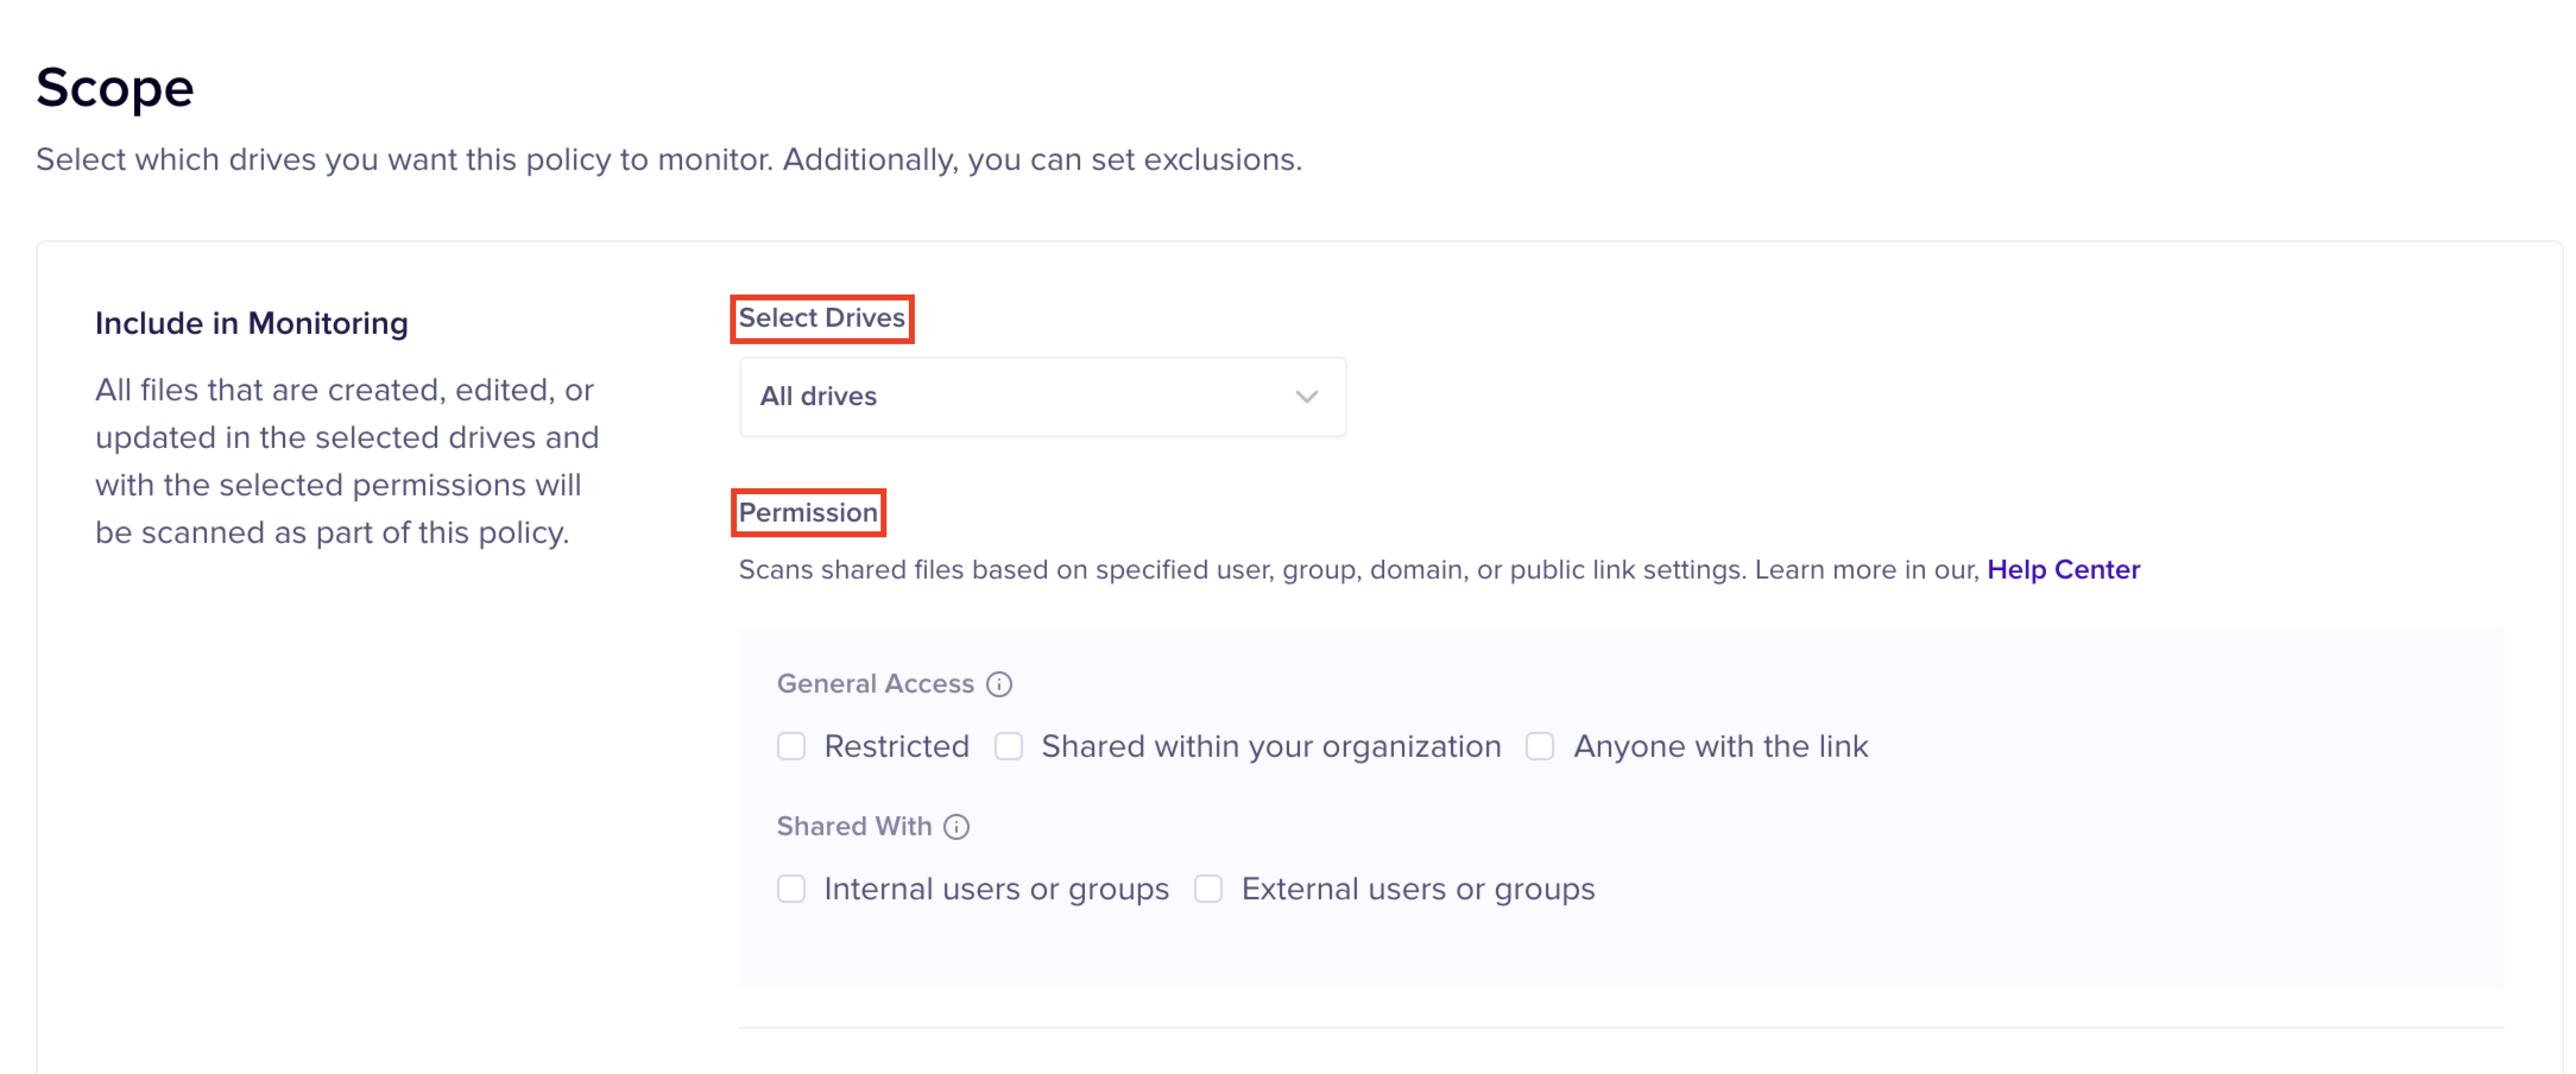 Scope
Select which drives you want this policy to monitor. Additionally, you can set exclusions.
Include in Monitoring
All files that are created, edited, or
updated in the selected drives and
with the selected permissions will
be scanned as part of this policy.
Select Drives
All drives
Permission
Scans shared files based on specified user, group, domain, or public link settings. Learn more in our, Help Center
General Access
Restricted Shared within your organization Anyone with the link
Shared With
Internal users or groups External users or groups